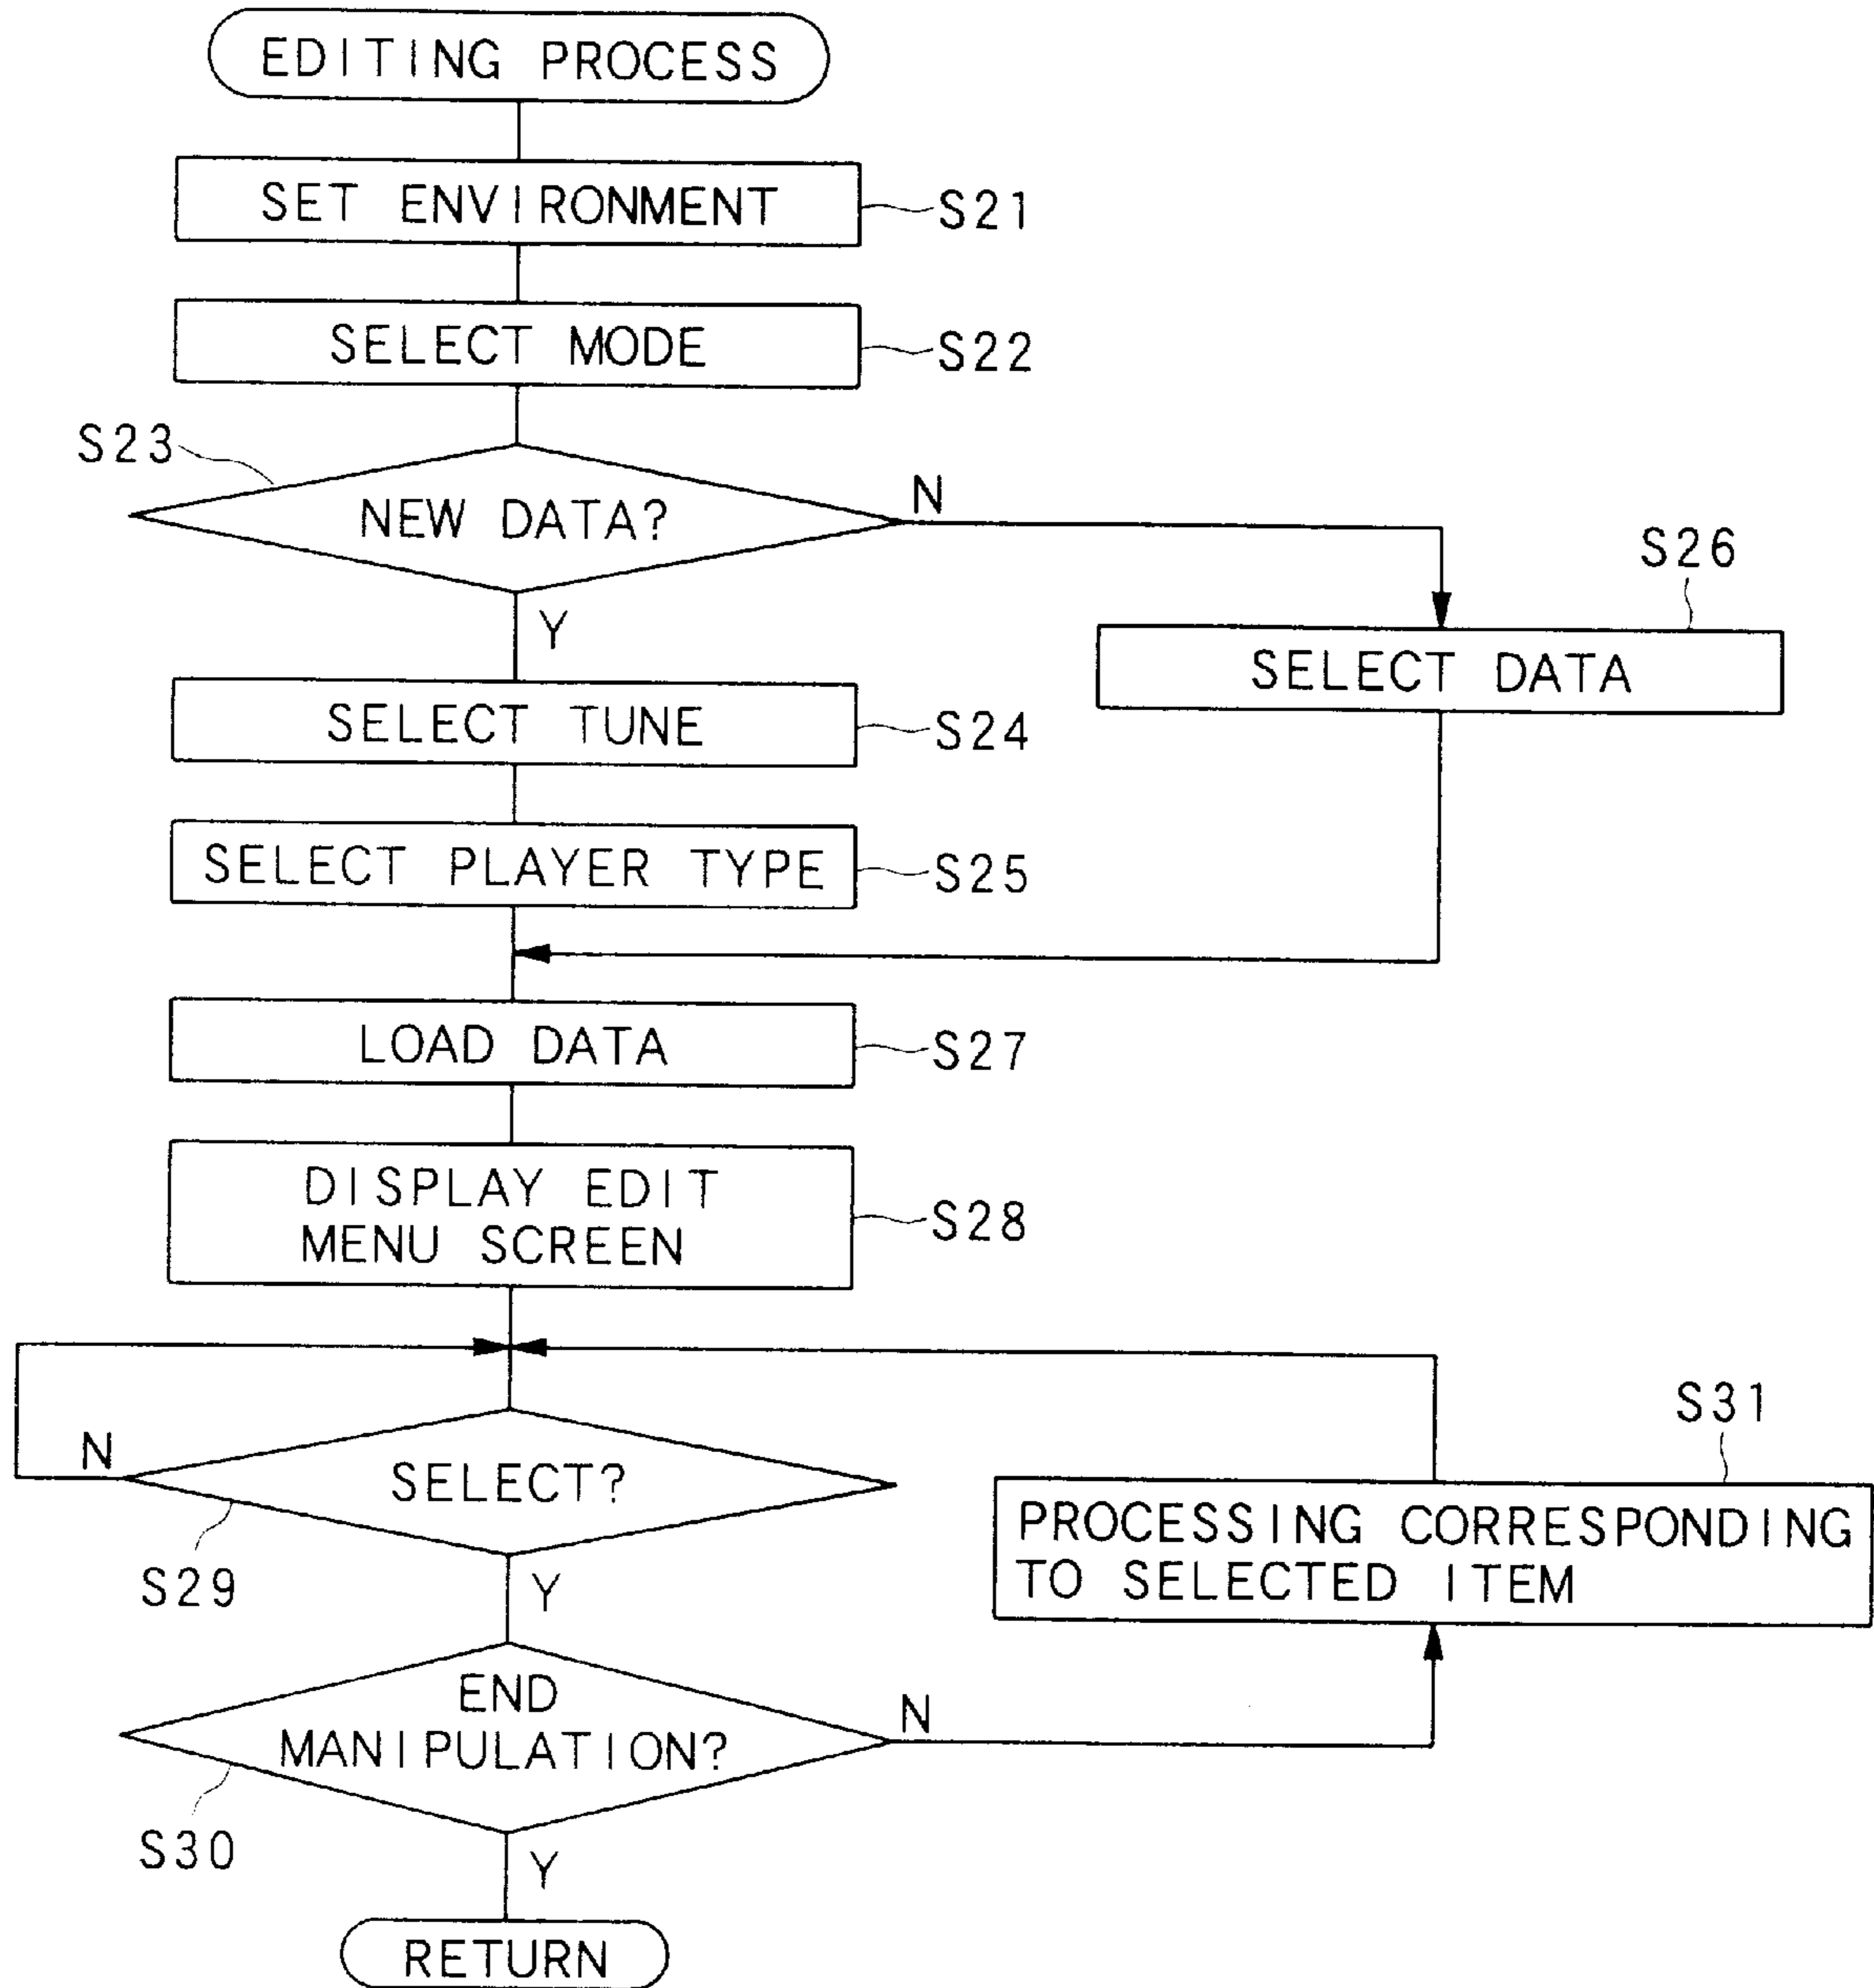 EDITING PROCESS
SET ENVIRONMENT
S21
SELECT MODE
S22
S23
NEW DATA?
N
Y
S26
SELECT DATA
SELECT TUNE
S24
SELECT PLAYER TYPE
S25
LOAD DATA
S27
DISPLAY EDIT
MENU SCREEN
S28
N
SELECT?
S29
Y
S31
PROCESSING CORRESPONDING
TO SELECTED ITEM
END
MANIPULATION?
N
S30
Y
RETURN